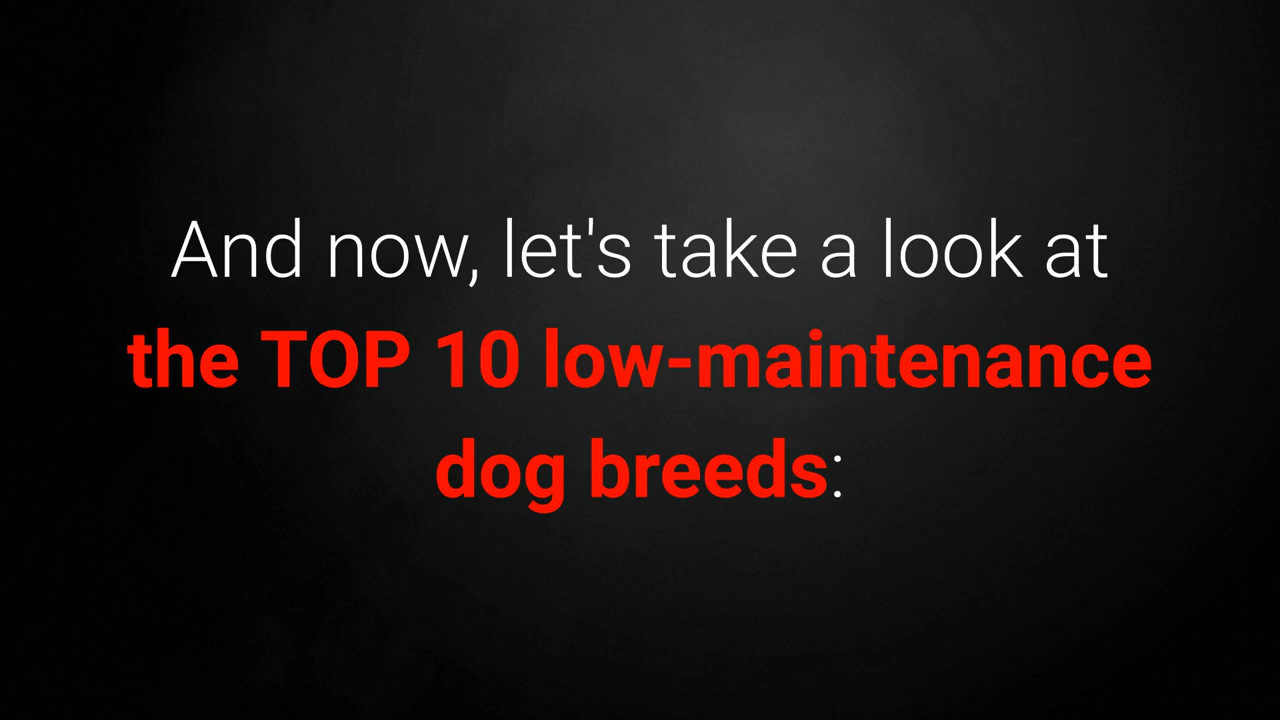 And now, let's take a look at
the TOP 10 low-maintenance
dog breeds: